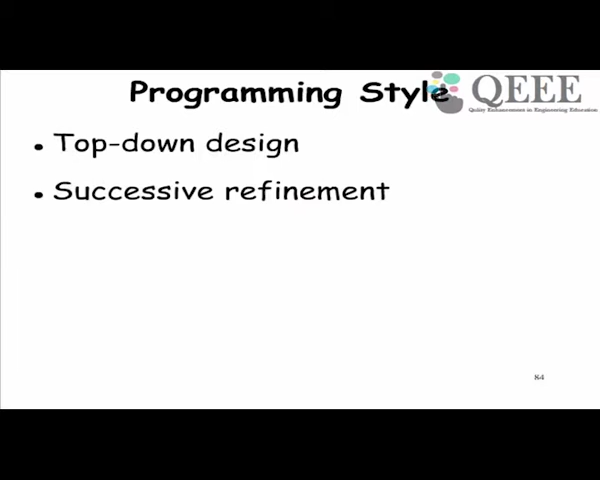 Programming Style
QEEE
Quality Enhancement in Engineering Education
• Top-down design
• Successive refinement
84